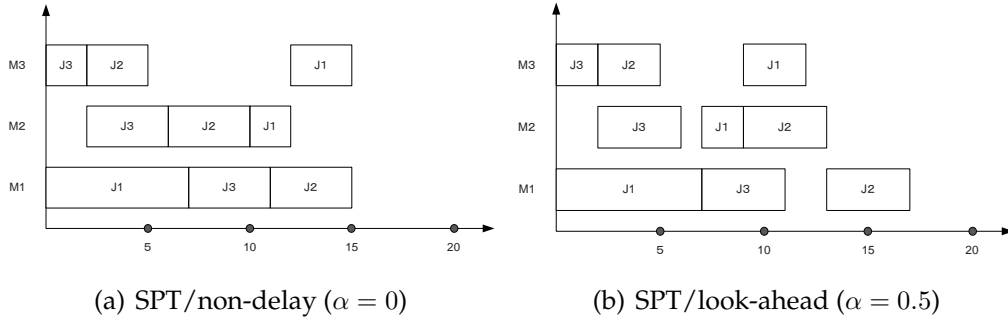 M3 J3 J2 J1
M2 J3 J2 J1
M1 J1 J3 J2
5 10 15 20
(a) SPT/non-delay (α = 0)
M3 J3 J2 J1
M2 J3 J1 J2
M1 J1 J3 J2
5 10 15 20
(b) SPT/look-ahead (α = 0.5)